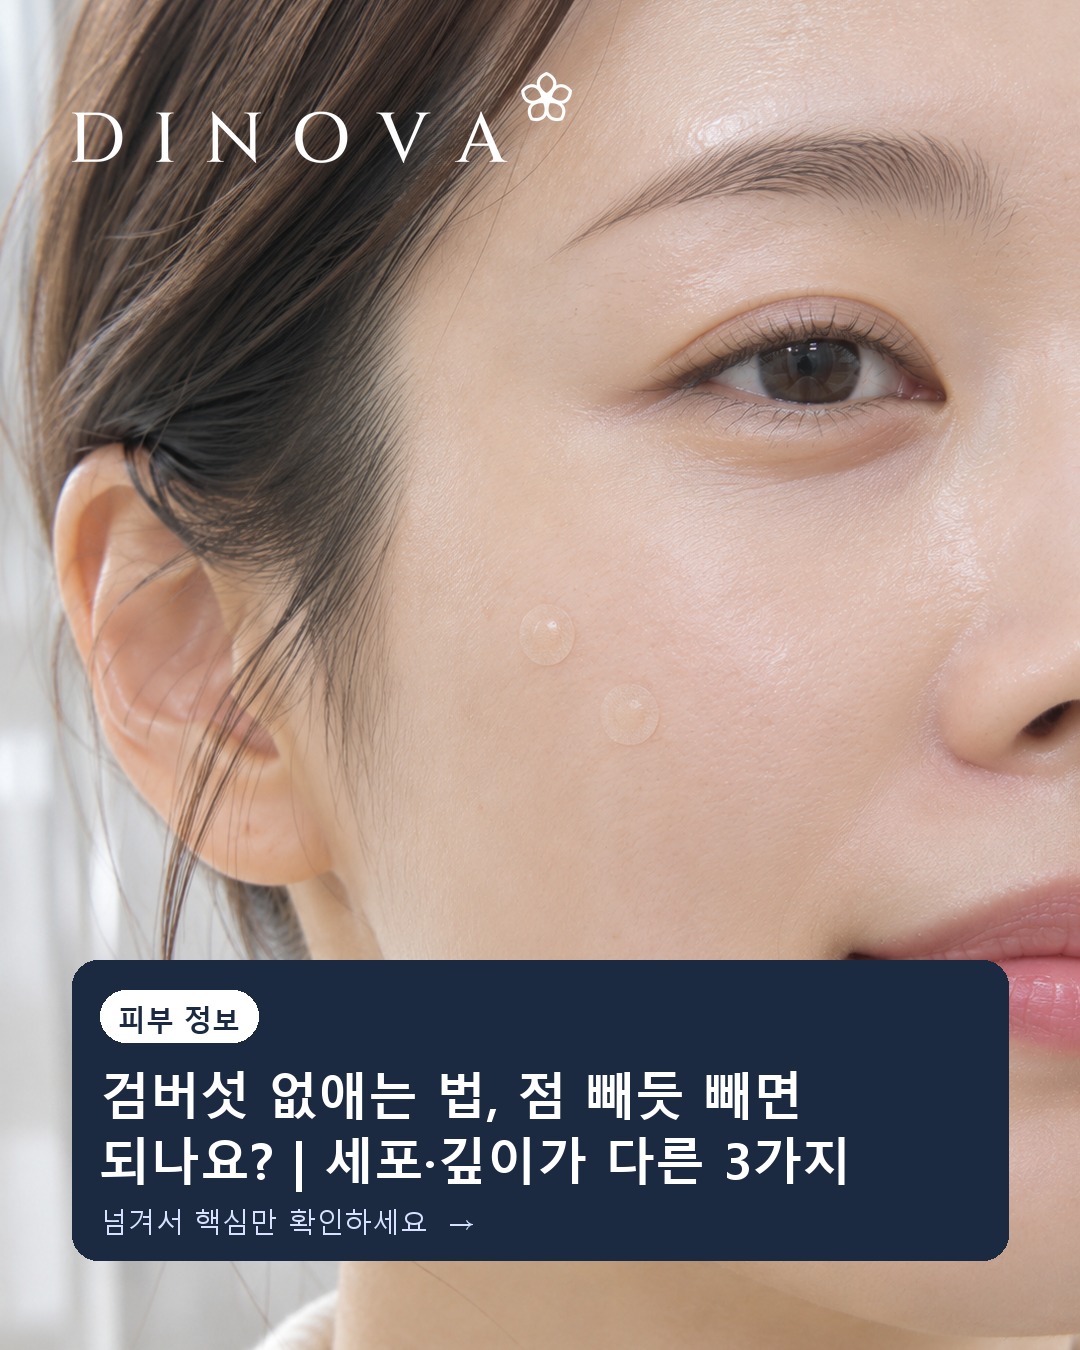 DINOVA
피부 정보
검버섯 없애는 법, 점 빼듯 빼면
되나요? | 세포·깊이가 다른 3가지
넘겨서 핵심만 확인하세요 →